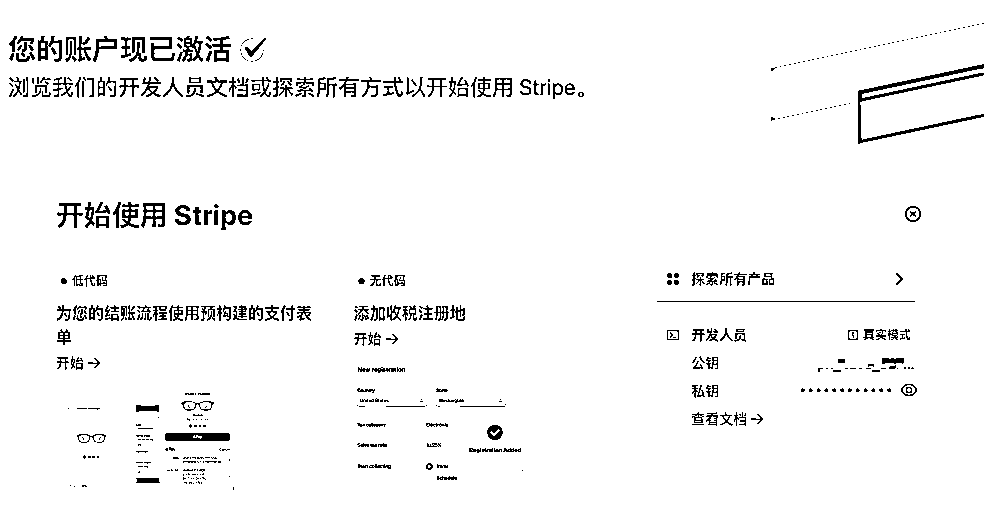 您的账户现已激活
浏览我们的开发人员文档或探索所有方式以开始使用 Stripe。
开始使用 Stripe
低代码
为您的结账流程使用预构建的支付表
单
开始 →
无代码
添加收税注册地
开始 →
New registration
Country
State
United States
Tax category
Sales tax rate
Start collecting
Schedule
Registration Added
探索所有产品
开发人员
真实模式
公钥
私钥
查看文档 →